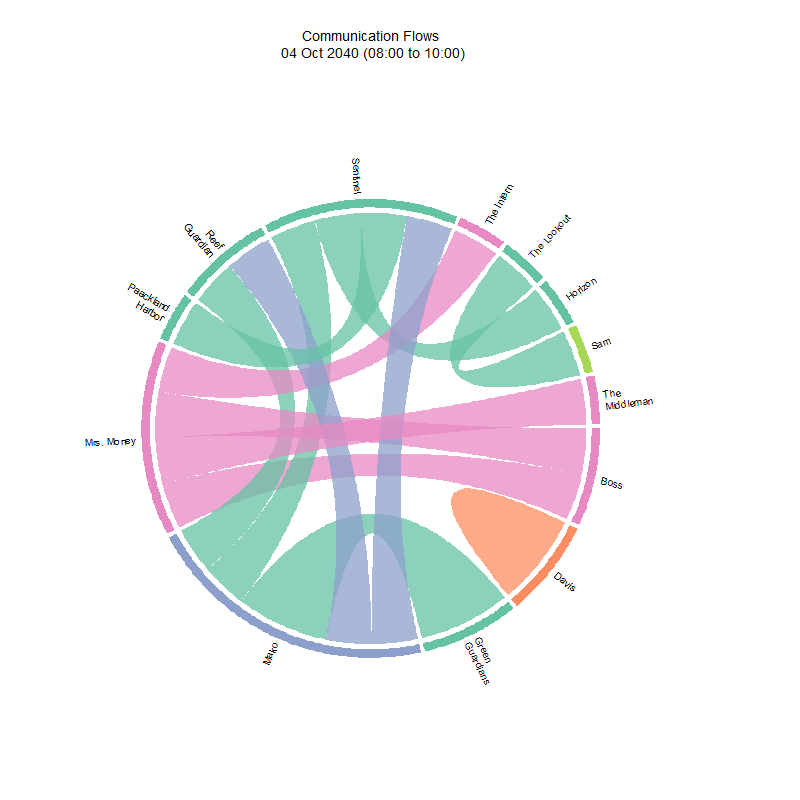 Communication Flows
04 Oct 2040 (08:00 to 10:00)
Sentinel
The Intern
The Lookout
Horizon
Sam
The
Middleman
Boss
Davis
Green
Guardians
Mako
Mrs. Money
Paackland
Harbor
Reef
Guardian